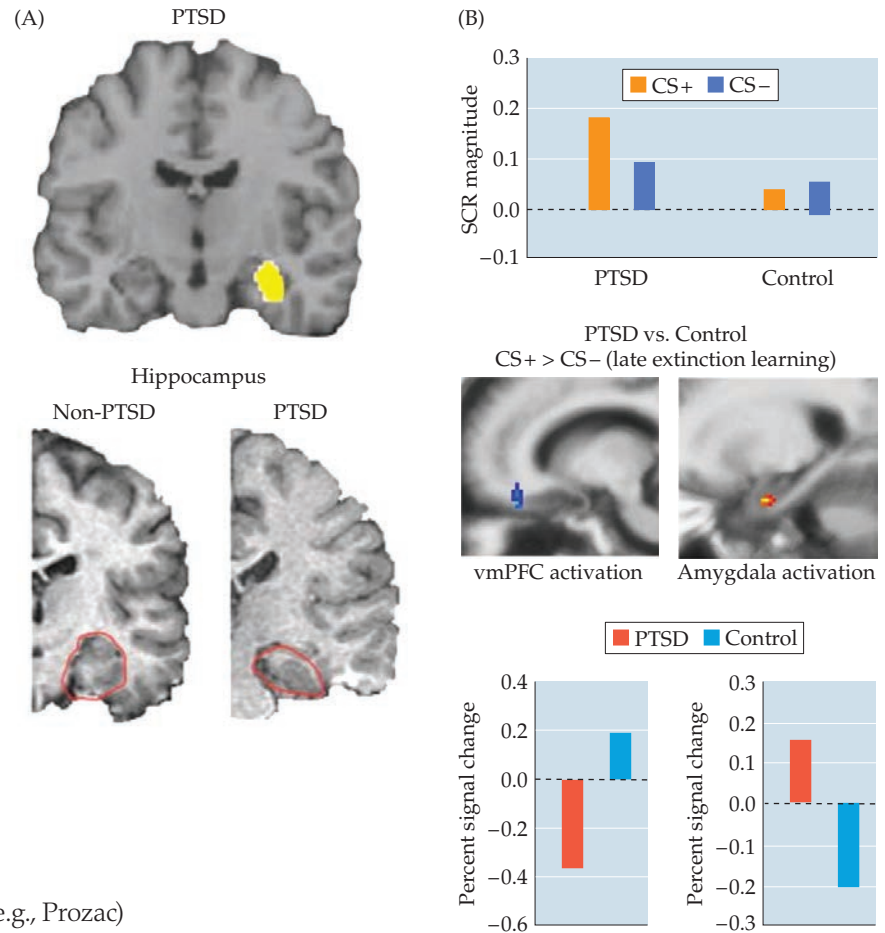 (A)
PTSD
Hippocampus
Non-PTSD
PTSD
e.g., Prozac)
(B)
0.3
0.2
0.1
0.0
−0.1
SCR magnitude
CS+
CS−
PTSD
Control
PTSD vs. Control
CS+ > CS− (late extinction learning)
vmPFC activation
Amygdala activation
PTSD
Control
0.4
0.2
0.0
−0.2
−0.4
−0.6
Percent signal change
0.3
0.2
0.1
0.0
−0.1
−0.2
−0.3
Percent signal change